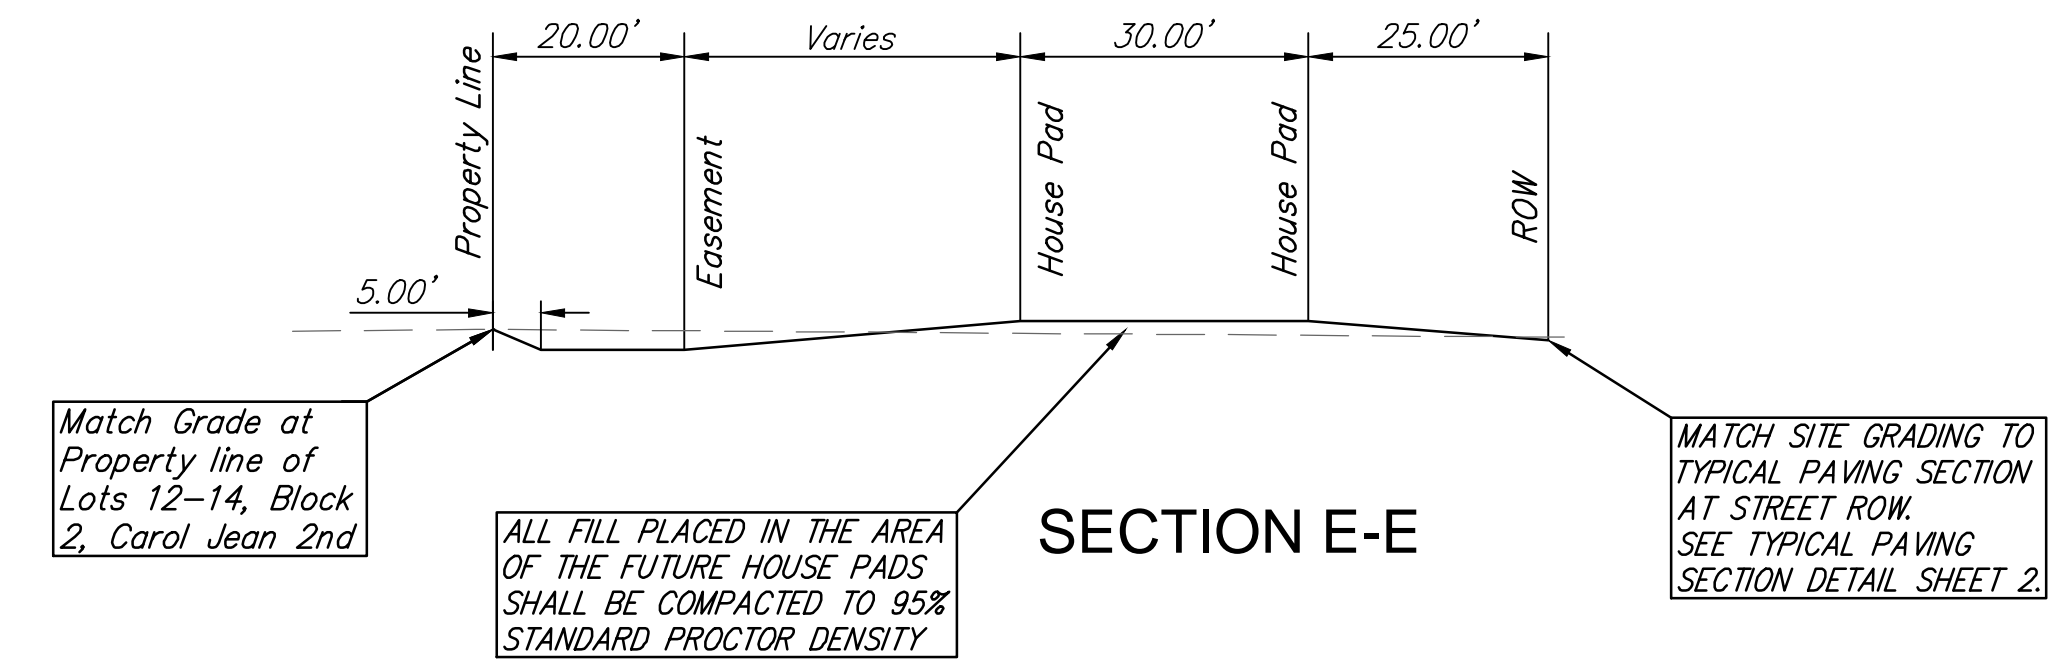 20.00'
Varies
30.00'
25.00'
Property Line
Easement
House Pad
House Pad
ROW
5.00'
Match Grade at
Property line of
Lots 12-14, Block
2, Carol Jean 2nd
ALL FILL PLACED IN THE AREA
OF THE FUTURE HOUSE PADS
SHALL BE COMPACTED TO 95%
STANDARD PROCTOR DENSITY
SECTION E-E
MATCH SITE GRADING TO
TYPICAL PAVING SECTION
AT STREET ROW.
SEE TYPICAL PAVING
SECTION DETAIL SHEET 2.